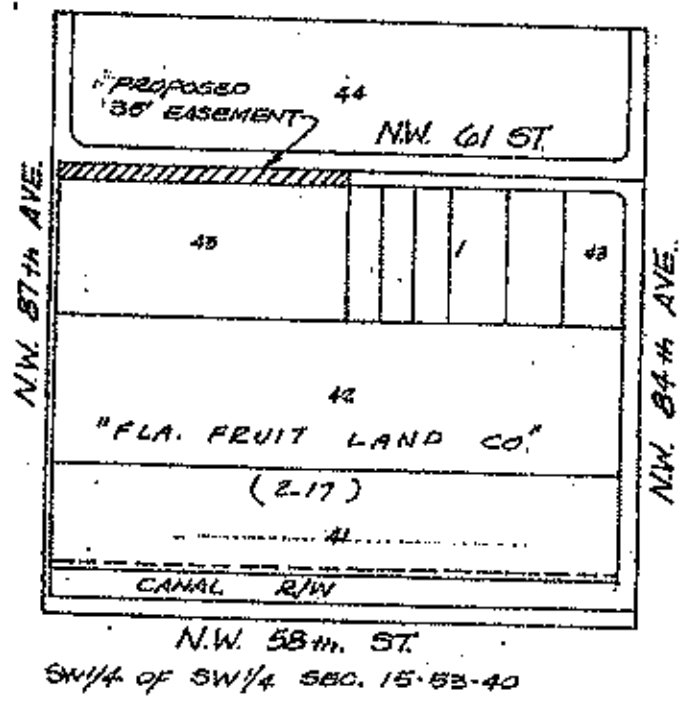 "PROPOSED
35' EASEMENT
44
N.W. 61 ST.
N.W. 87th AVE.
43
1
43
N.W. 84th AVE.
42
"FLA. FRUIT LAND CO."
(2-17)
41
CANAL R/W
N.W. 58th. ST.
SW1/4 OF SW1/4 SEC. 15-53-40